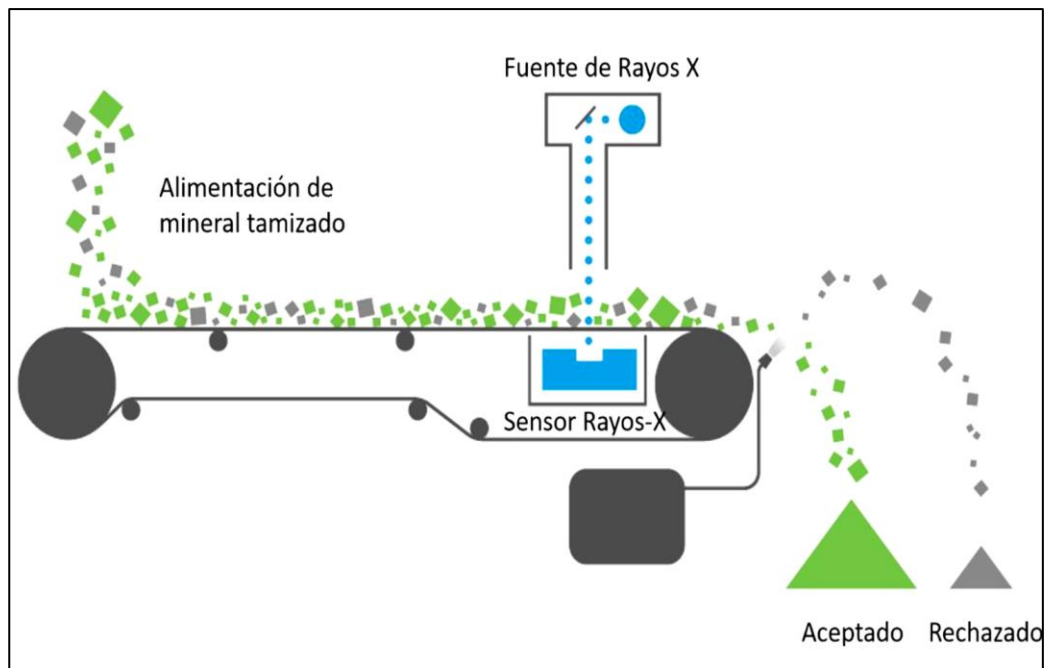 Fuente de Rayos X
Alimentación de
mineral tamizado
Sensor Rayos-X
Aceptado
Rechazado